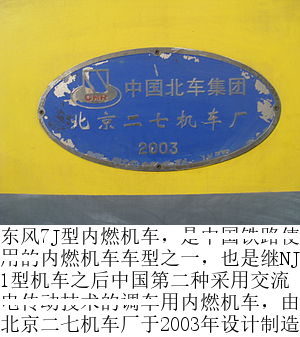 CNR
中国北车集团
北京二七机车厂
2003
东风7J型内燃机车，是中国铁路使
用的内燃机车车型之一，也是继NJ
1型机车之后中国第二种采用交流
电传动技术的调车用内燃机车，由
北京二七机车厂于2003年设计制造